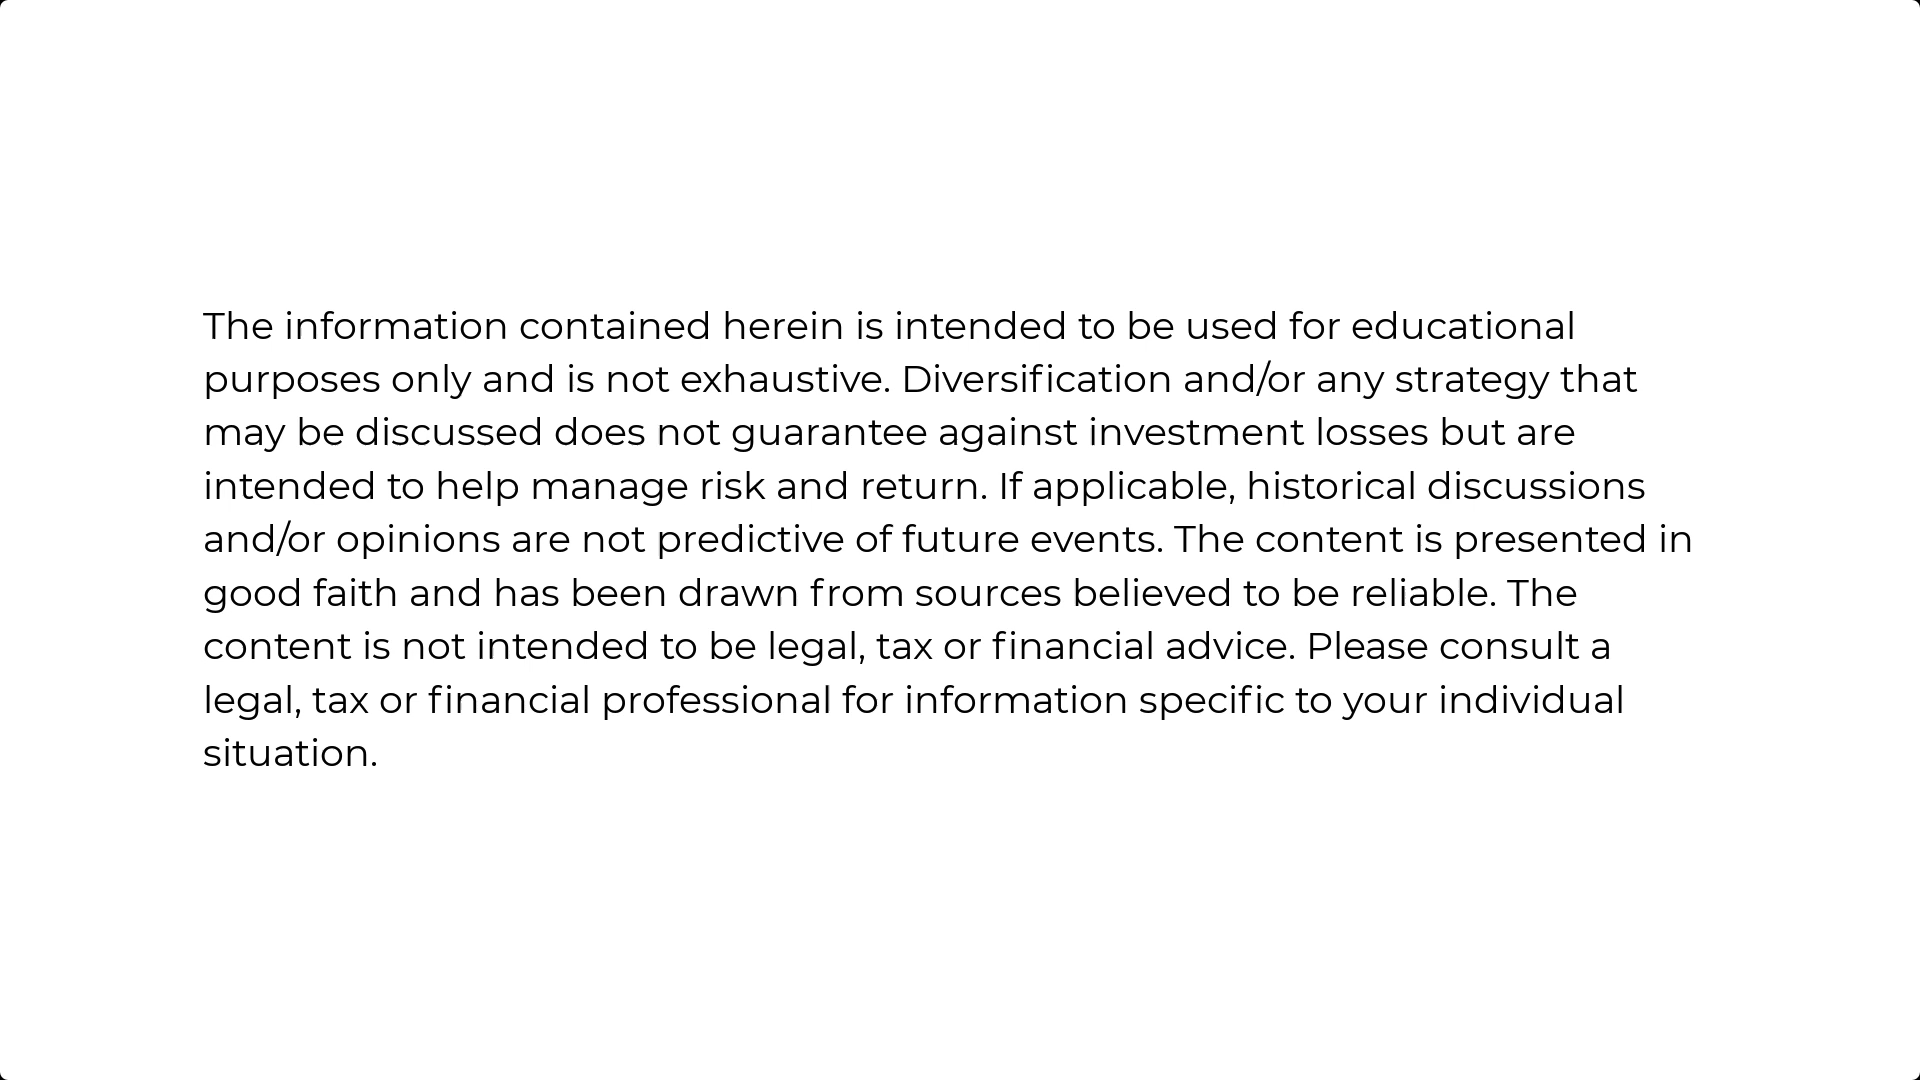 The information contained herein is intended to be used for educational
purposes only and is not exhaustive. Diversification and/or any strategy that
may be discussed does not guarantee against investment losses but are
intended to help manage risk and return. If applicable, historical discussions
and/or opinions are not predictive of future events. The content is presented in
good faith and has been drawn from sources believed to be reliable. The
content is not intended to be legal, tax or financial advice. Please consult a
legal, tax or financial professional for information specific to your individual
situation.